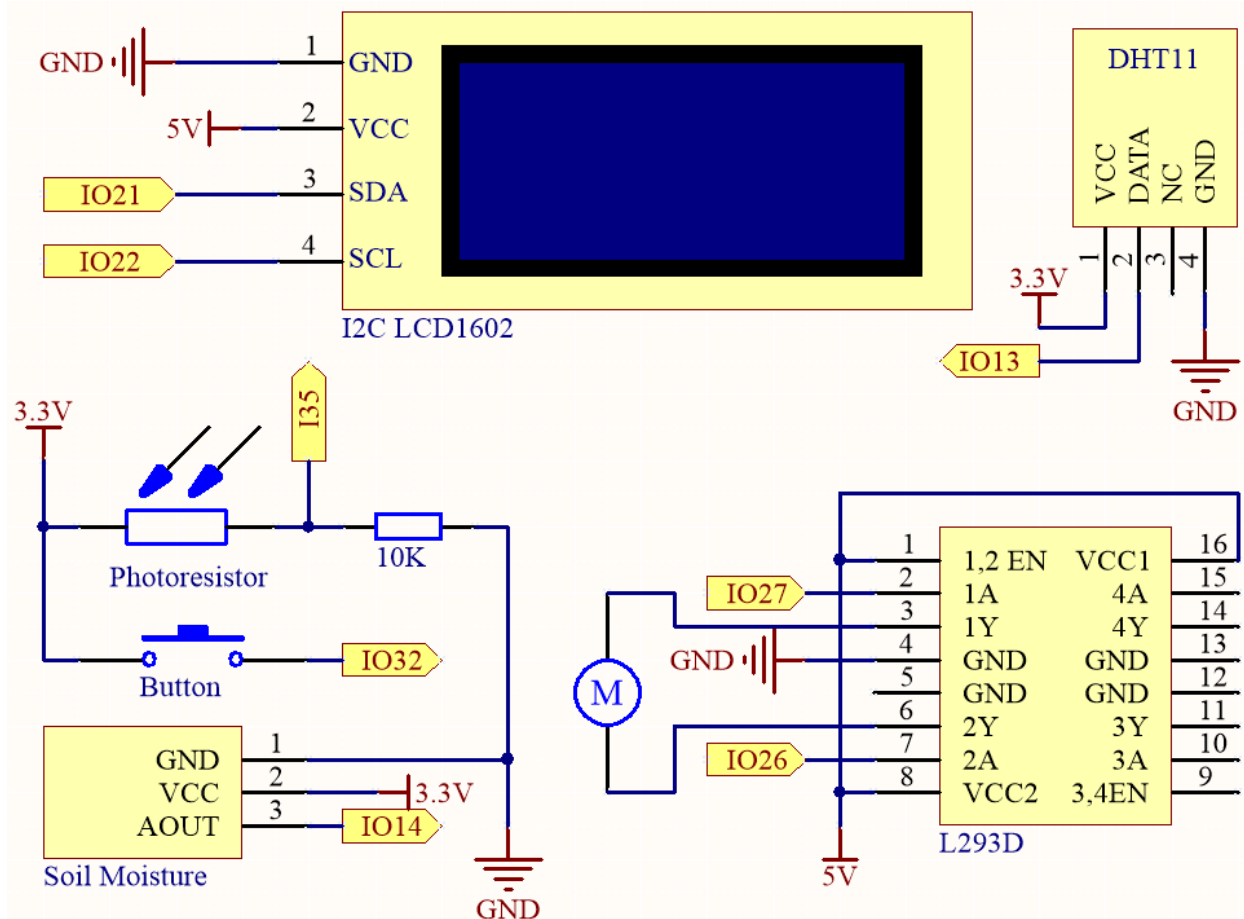 GND
1
GND
5V
2
VCC
IO21
3
SDA
IO22
4
SCL
I2C LCD1602
DHT11
VCC
DATA
NC
GND
1
2
3
4
3.3V
IO13
GND
3.3V
I35
10K
Photoresistor
Button
IO32
GND
1
VCC
2
3.3V
AOUT
3
IO14
Soil Moisture
GND
M
1
1,2 EN
VCC1
16
IO27
2
1A
4A
15
3
1Y
4Y
14
GND
4
GND
GND
13
5
GND
GND
12
6
2Y
3Y
11
IO26
7
2A
3A
10
8
VCC2
3,4EN
9
L293D
5V